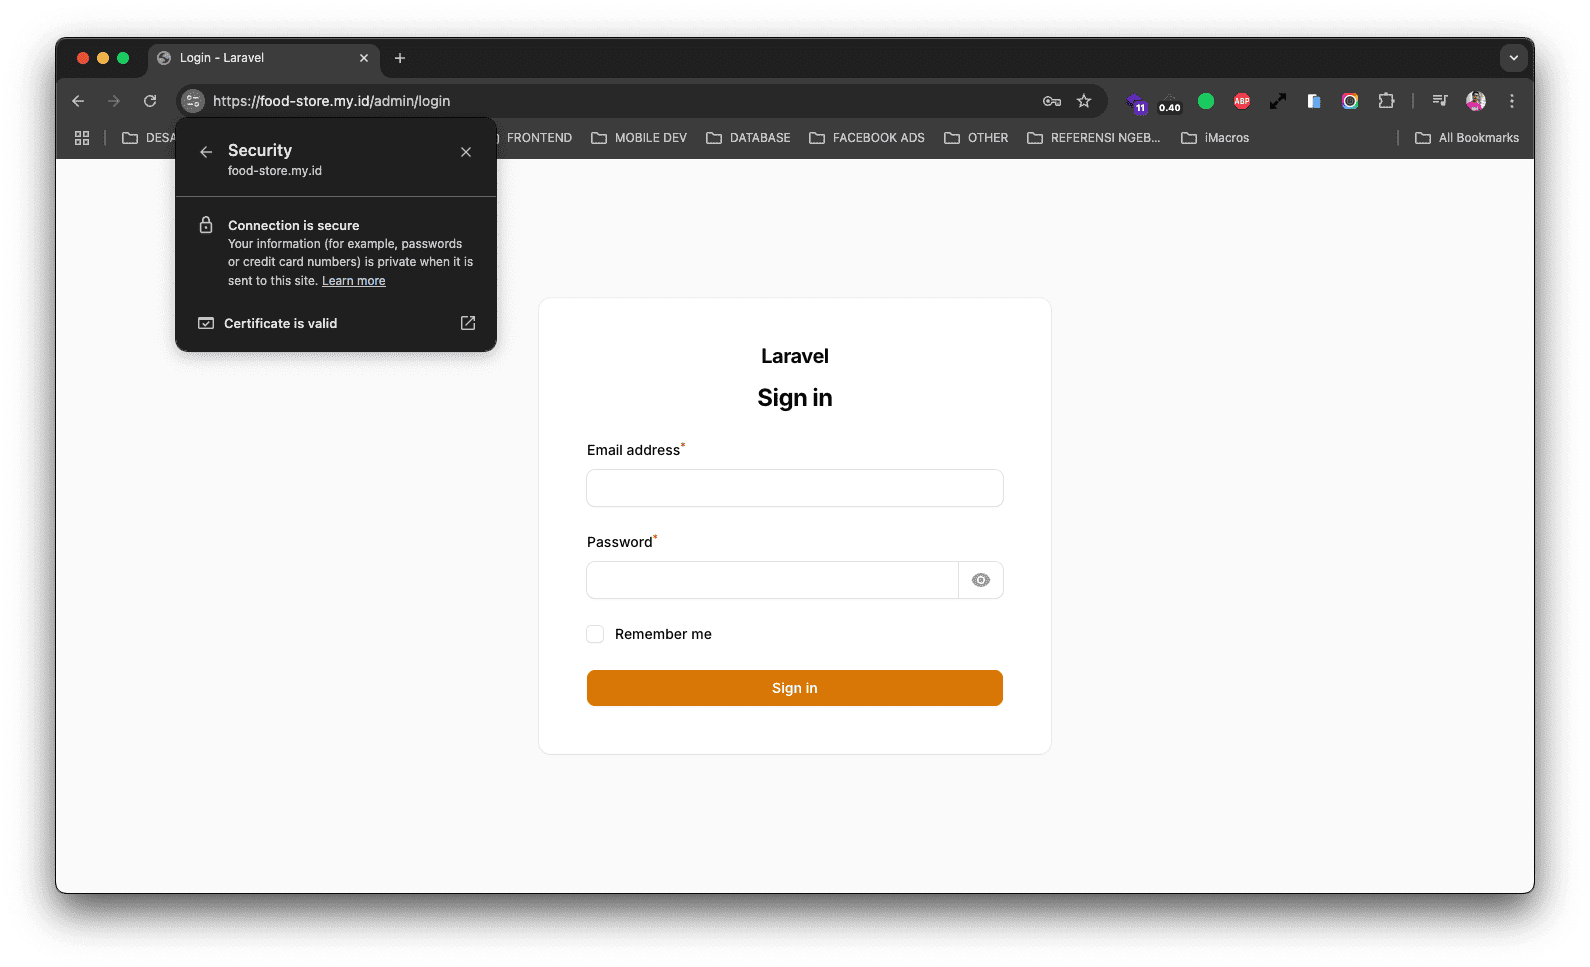 Login - Laravel
https://food-store.my.id/admin/login
11
0.40
ABP
DESA
FRONTEND
MOBILE DEV
DATABASE
FACEBOOK ADS
OTHER
REFERENSI NGEB...
iMacros
All Bookmarks
Security
food-store.my.id
Connection is secure
Your information (for example, passwords
or credit card numbers) is private when it is
sent to this site. Learn more
Certificate is valid
Laravel
Sign in
Email address*
Password*
Remember me
Sign in